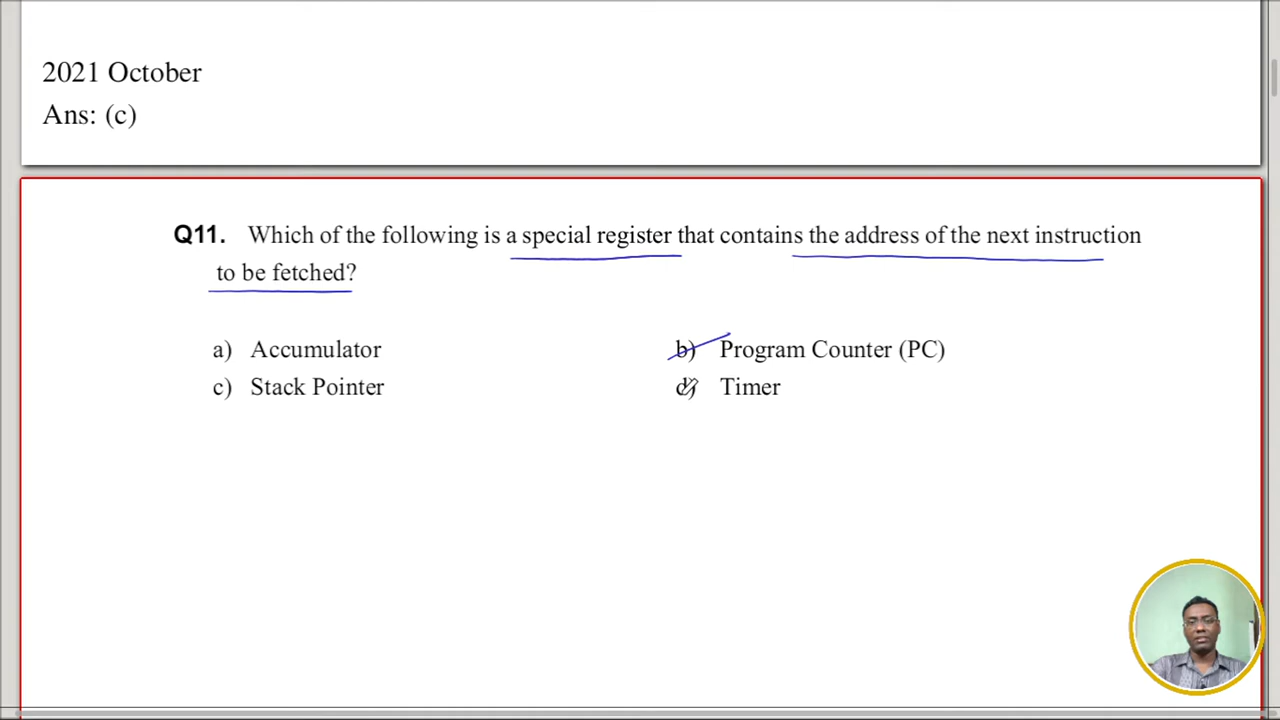 2021 October
Ans: (c)
Q11. Which of the following is a special register that contains the address of the next instruction
to be fetched?
a) Accumulator b) Program Counter (PC)
c) Stack Pointer d) Timer